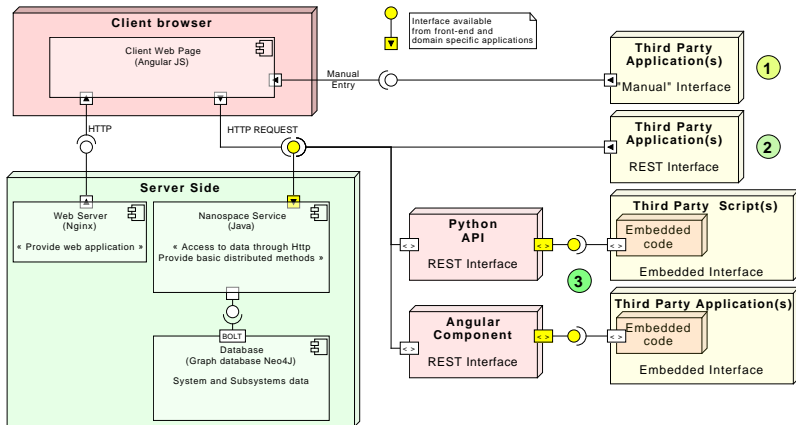 Client browser
Client Web Page
(Angular JS)
Interface available
from front-end and
domain specific applications
Manual
Entry
Third Party
Application(s)
"Manual" Interface
1
HTTP
HTTP REQUEST
Third Party
Application(s)
REST Interface
2
Server Side
Web Server
(Nginx)
« Provide web application »
Nanospace Service
(Java)
« Access to data through Http
Provide basic distributed methods »
BOLT
Database
(Graph database Neo4J)
System and Subsystems data
Python
API
REST Interface
< >
< >
< >
Third Party Script(s)
Embedded
code
Embedded Interface
3
Angular
Component
REST Interface
< >
< >
< >
Third Party Application(s)
Embedded
code
Embedded Interface